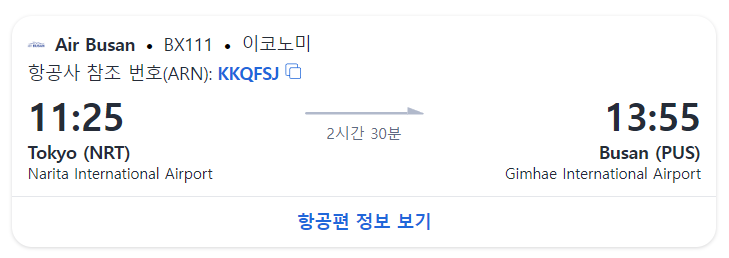 Air Busan • BX111 • 이코노미
항공사 참조 번호(ARN): KKQFSJ
11:25
2시간 30분
13:55
Tokyo (NRT)
Busan (PUS)
Narita International Airport
Gimhae International Airport
항공편 정보 보기